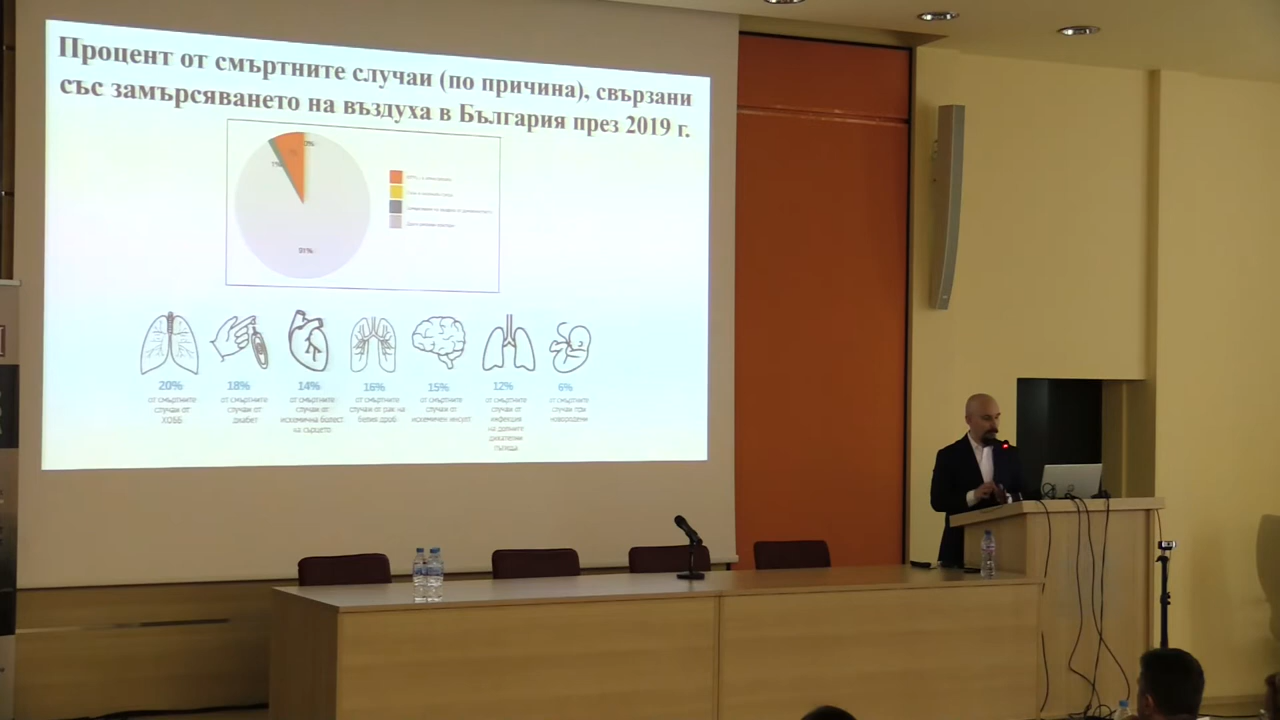 Процент от смъртните случаи (по причина), свързани
със замърсяването на въздуха в България през 2019 г.
1%
91%
20%
от смъртните
случаи от
ХОББ
18%
от смъртните
случаи от
диабет
14%
от смъртните
случаи от
исхемична болест
на сърцето
16%
от смъртните
случаи от рак на
белия дроб
15%
от смъртните
случаи от
исхемичен инсулт
12%
от смъртните
случаи от
инфекция
на долните
дихателни
пътища
6%
от смъртните
случаи при
новородени